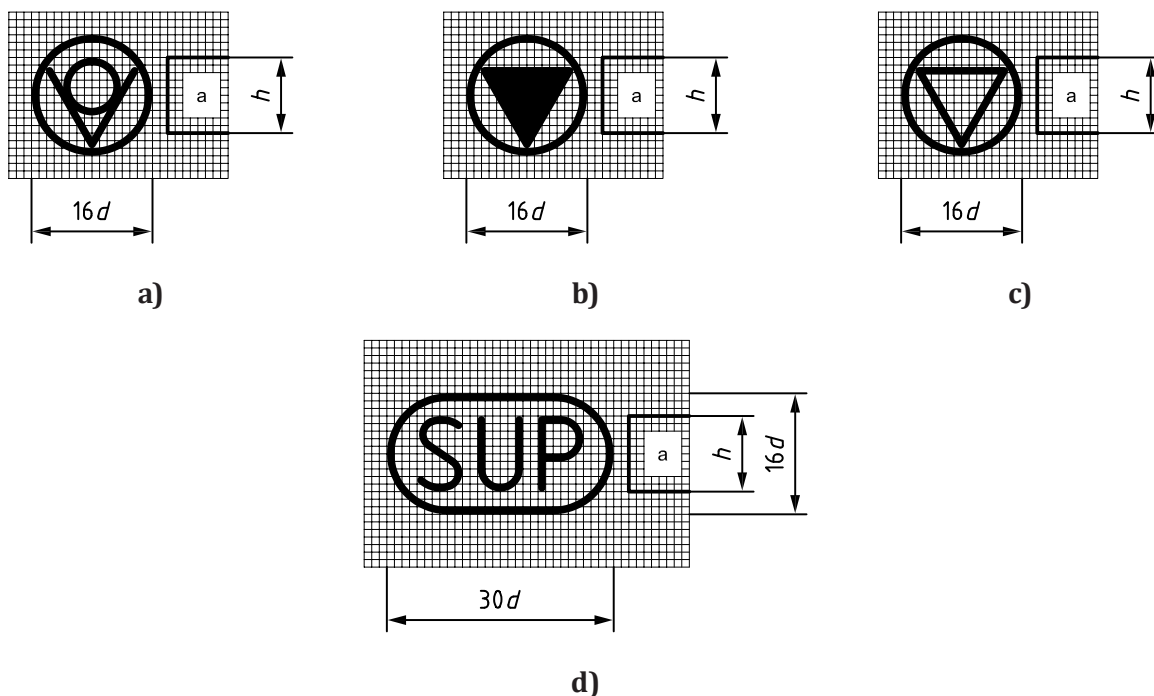 a h a h a h
16d 16d 16d
a) b) c)
SUP a h 16d
30d
d)